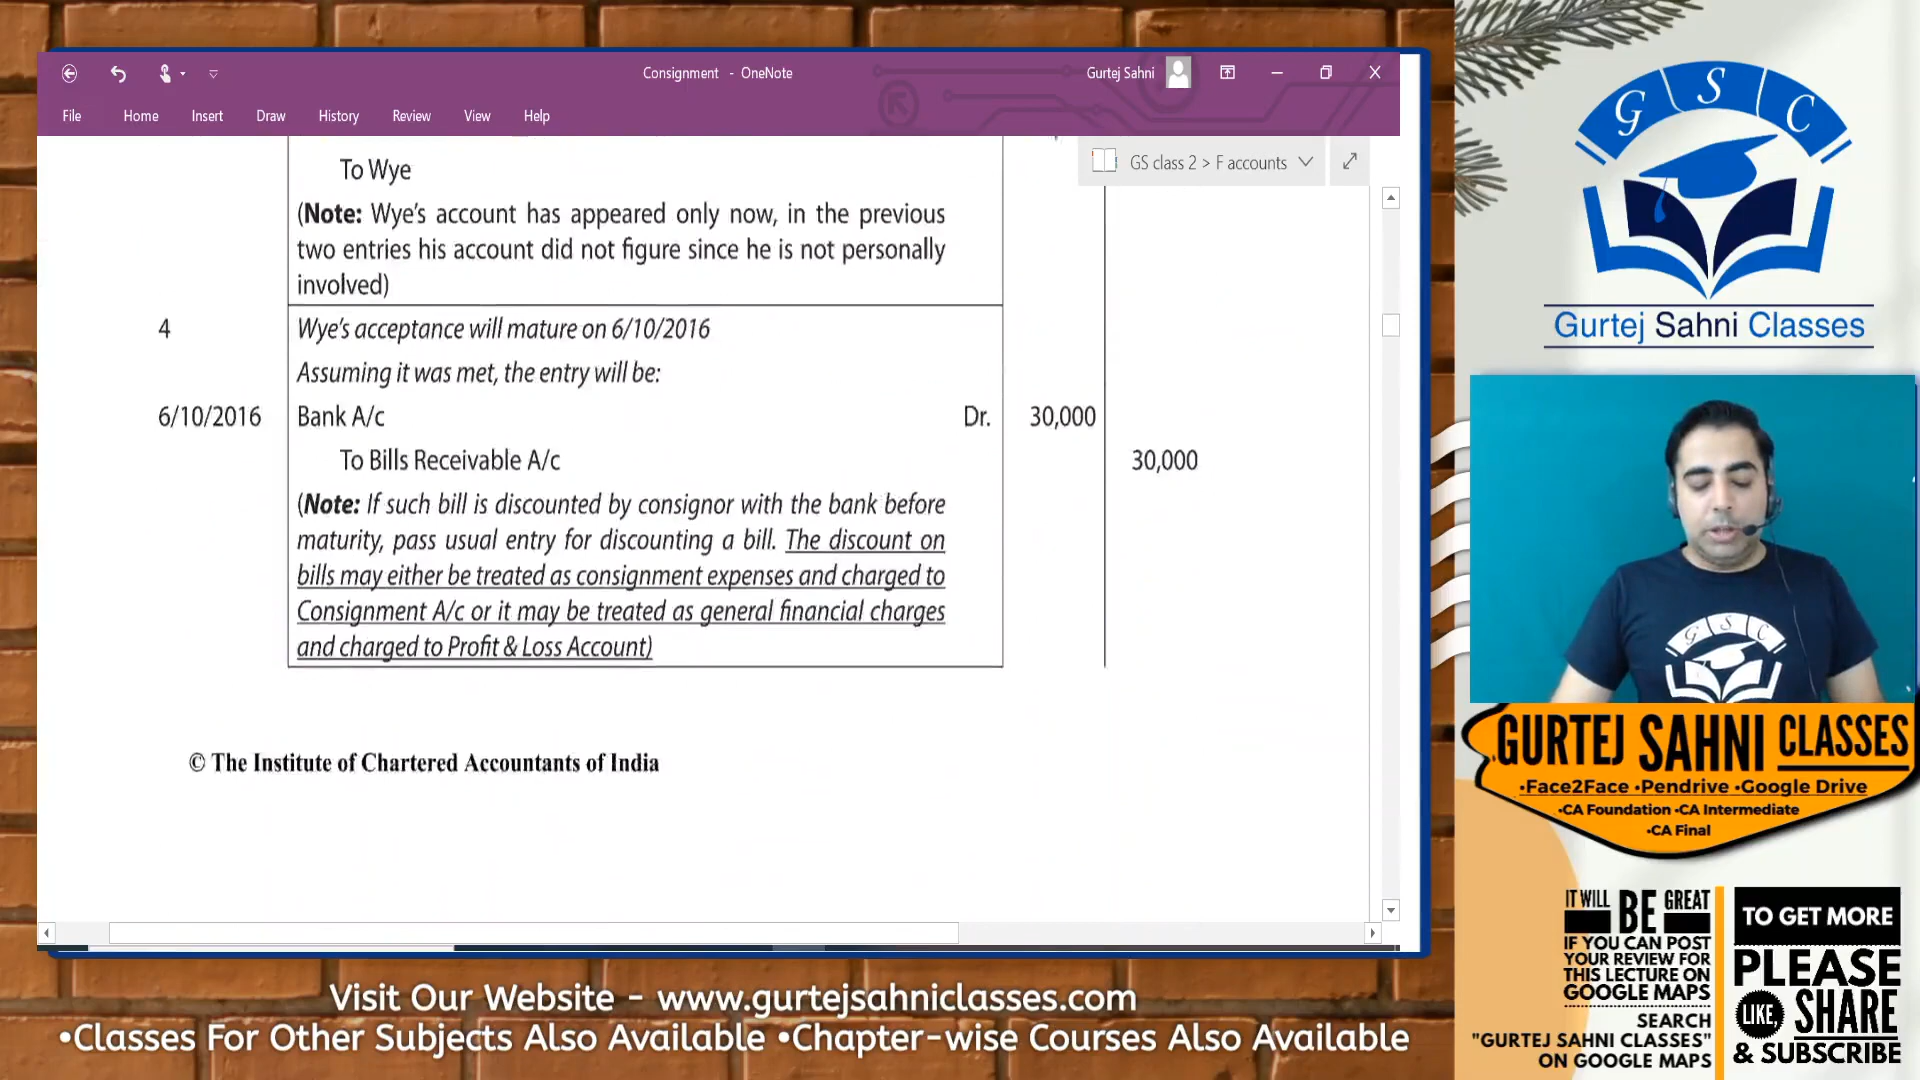 Consignment - OneNote
Gurtej Sahni
File Home Insert Draw History Review View Help
GS class 2 > F accounts
To Wye
(Note: Wye's account has appeared only now, in the previous
two entries his account did not figure since he is not personally
involved)
4 Wye's acceptance will mature on 6/10/2016
Assuming it was met, the entry will be:
6/10/2016 Bank A/c Dr. 30,000
To Bills Receivable A/c 30,000
(Note: If such bill is discounted by consignor with the bank before
maturity, pass usual entry for discounting a bill. The discount on
bills may either be treated as consignment expenses and charged to
Consignment A/c or it may be treated as general financial charges
and charged to Profit & Loss Account)
© The Institute of Chartered Accountants of India
G S C
Gurtej Sahni Classes
G S C
GURTEJ SAHNI CLASSES
•Face2Face •Pendrive •Google Drive
•CA Foundation •CA Intermediate
•CA Final
IT WILL BE GREAT
IF YOU CAN POST
YOUR REVIEW FOR
THIS LECTURE ON
GOOGLE MAPS
SEARCH
"GURTEJ SAHNI CLASSES"
ON GOOGLE MAPS
TO GET MORE
PLEASE
LIKE, SHARE
& SUBSCRIBE
Visit Our Website - www.gurtejsahniclasses.com
•Classes For Other Subjects Also Available •Chapter-wise Courses Also Available